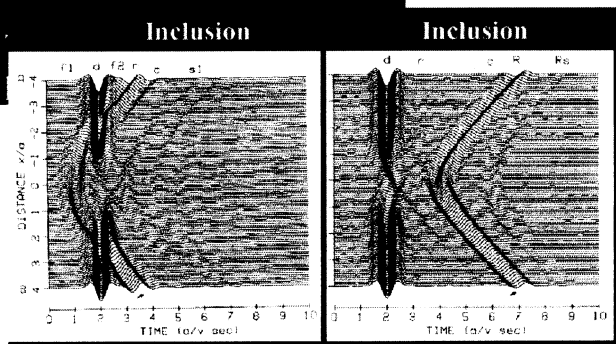 Inclusion
Inclusion
f1 d f2 r c s1
d r c R Rs
DISTANCE x/a
-4
-3
-2
-1
0
1
2
3
4
0 1 2 3 4 5 6 7 8 9 10
TIME (a/v sec)
0 1 2 3 4 5 6 7 8 9 10
TIME (a/v sec)